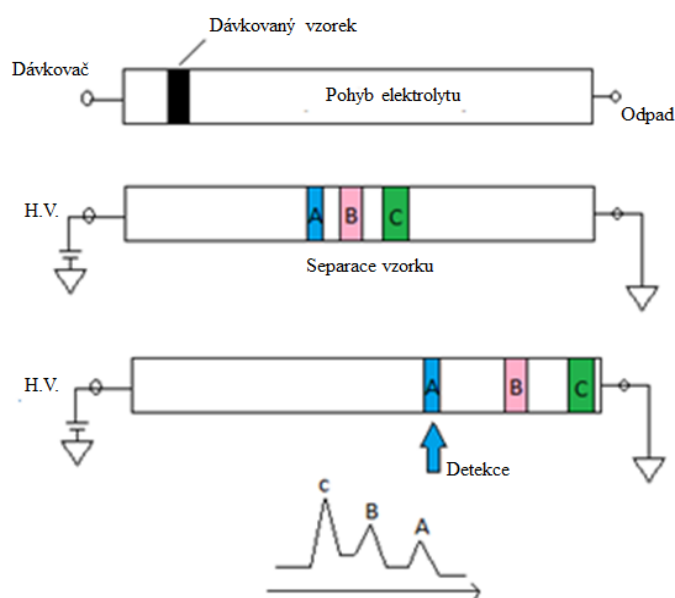 Dávkovaný vzorek
Dávkovač
Pohyb elektrolytu
Odpad
H.V.
A B C
Separace vzorku
H.V.
A B C
Detekce
C B A